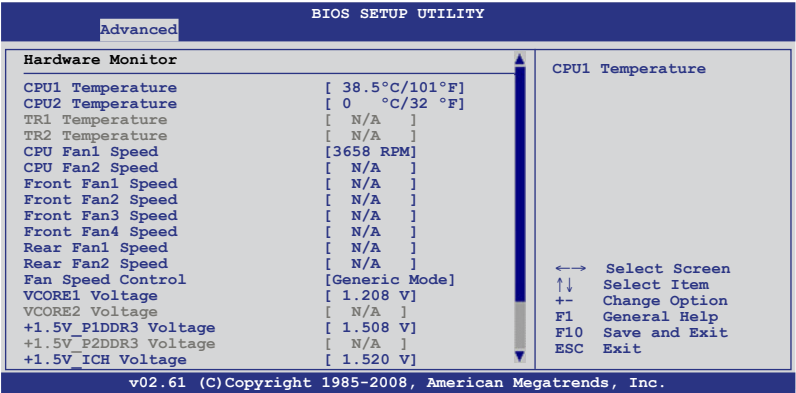 BIOS SETUP UTILITY
Advanced
Hardware Monitor
CPU1 Temperature [ 38.5°C/101°F]
CPU2 Temperature [ 0 °C/32 °F]
TR1 Temperature [ N/A ]
TR2 Temperature [ N/A ]
CPU Fan1 Speed [3658 RPM]
CPU Fan2 Speed [ N/A ]
Front Fan1 Speed [ N/A ]
Front Fan2 Speed [ N/A ]
Front Fan3 Speed [ N/A ]
Front Fan4 Speed [ N/A ]
Rear Fan1 Speed [ N/A ]
Rear Fan2 Speed [ N/A ]
Fan Speed Control [Generic Mode]
VCORE1 Voltage [ 1.208 V]
VCORE2 Voltage [ N/A ]
+1.5V_P1DDR3 Voltage [ 1.508 V]
+1.5V_P2DDR3 Voltage [ N/A ]
+1.5V_ICH Voltage [ 1.520 V]
CPU1 Temperature
←→ Select Screen
↑↓ Select Item
+- Change Option
F1 General Help
F10 Save and Exit
ESC Exit
v02.61 (C)Copyright 1985-2008, American Megatrends, Inc.